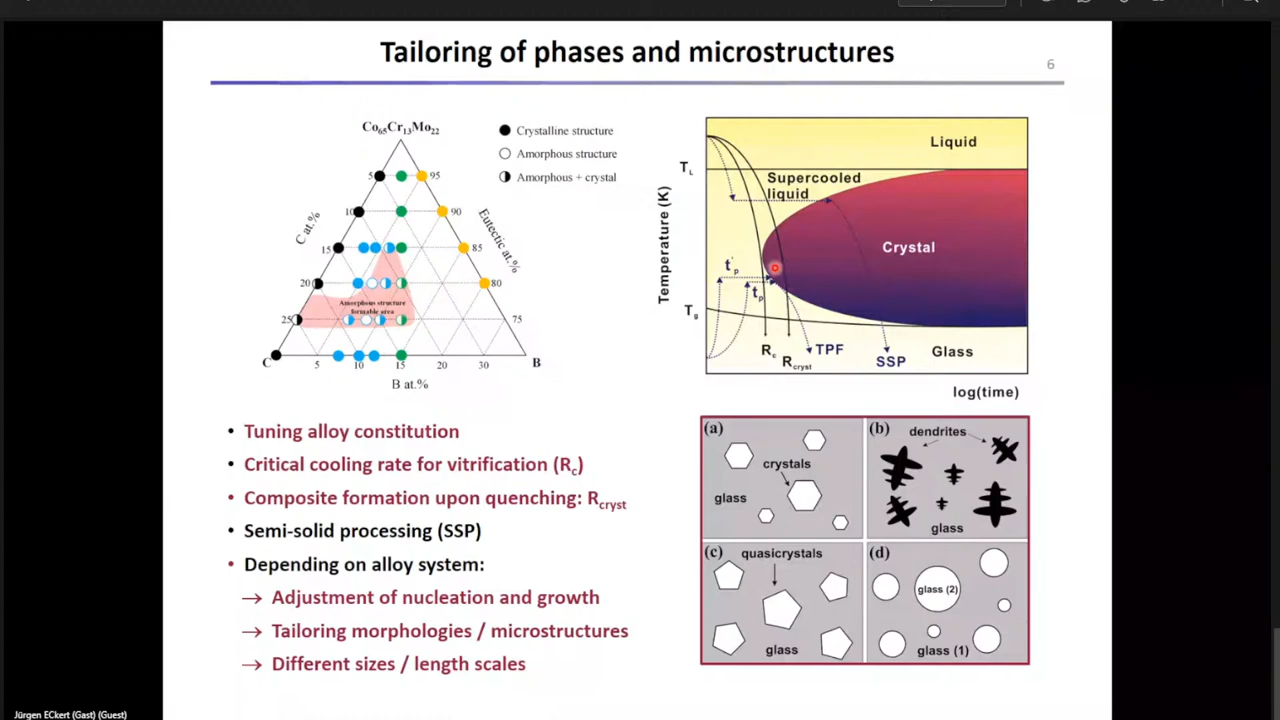 Tailoring of phases and microstructures
6
Co65Cr13Mo22
Crystalline structure
Amorphous structure
Amorphous + crystal
5
95
10
90
15
85
20
80
25
75
C at.%
Eutectic at.%
Amorphous structure
formable area
C
5
10
15
20
30
B
B at.%
Liquid
TL
Supercooled
liquid
Crystal
Temperature (K)
t'p
tp
Tg
Rc
Rcryst
TPF
SSP
Glass
log(time)
• Tuning alloy constitution
• Critical cooling rate for vitrification (Rc)
• Composite formation upon quenching: Rcryst
• Semi-solid processing (SSP)
• Depending on alloy system:
→ Adjustment of nucleation and growth
→ Tailoring morphologies / microstructures
→ Different sizes / length scales
(a)
crystals
glass
(b)
dendrites
glass
(c)
quasicrystals
glass
(d)
glass (2)
glass (1)
Jürgen ECkert (Gast) (Guest)